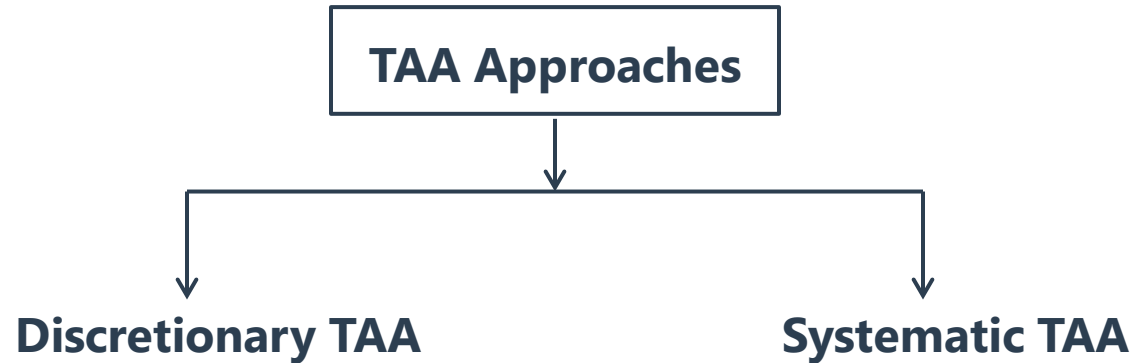 TAA Approaches
Discretionary TAA
Systematic TAA